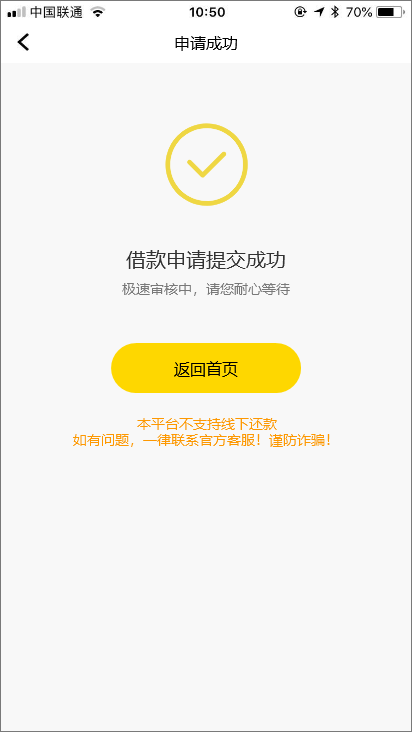 中国联通 10:50 70%
申请成功
借款申请提交成功
极速审核中，请您耐心等待
返回首页
本平台不支持线下还款
如有问题，一律联系官方客服！谨防诈骗！